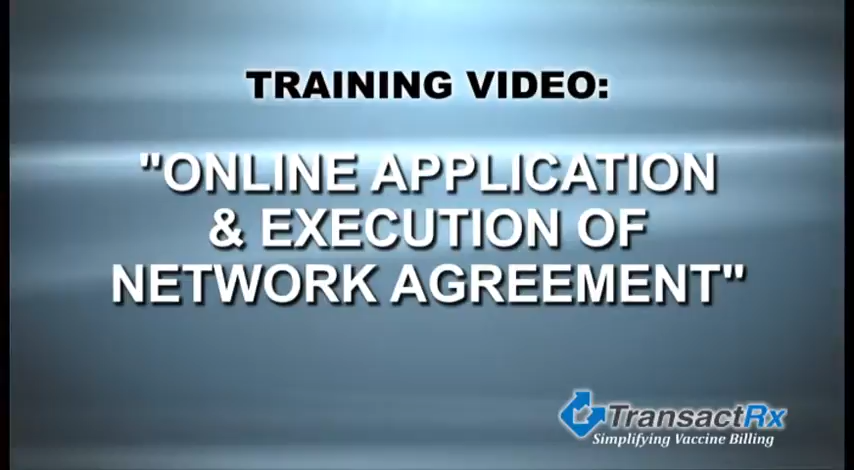 TRAINING VIDEO:
"ONLINE APPLICATION
& EXECUTION OF
NETWORK AGREEMENT"
TransactRx
Simplifying Vaccine Billing